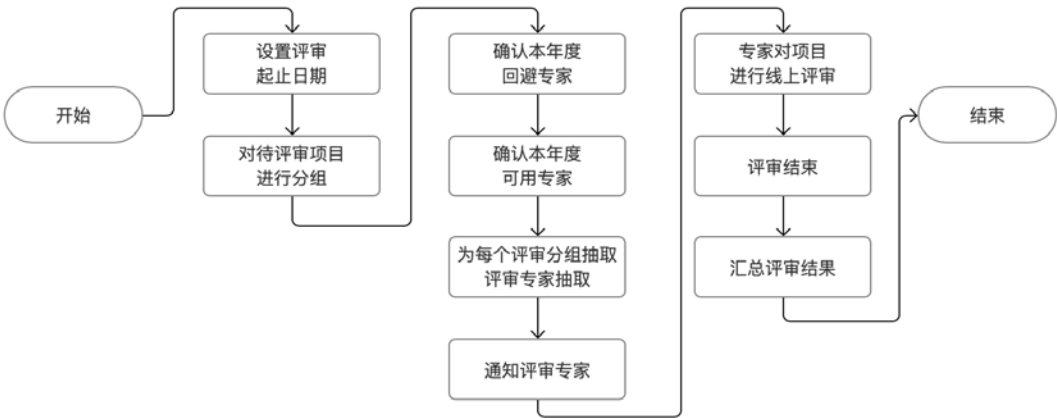 开始
设置评审
起止日期
对待评审项目
进行分组
确认本年度
回避专家
确认本年度
可用专家
为每个评审分组抽取
评审专家抽取
通知评审专家
专家对项目
进行线上评审
评审结束
汇总评审结果
结束